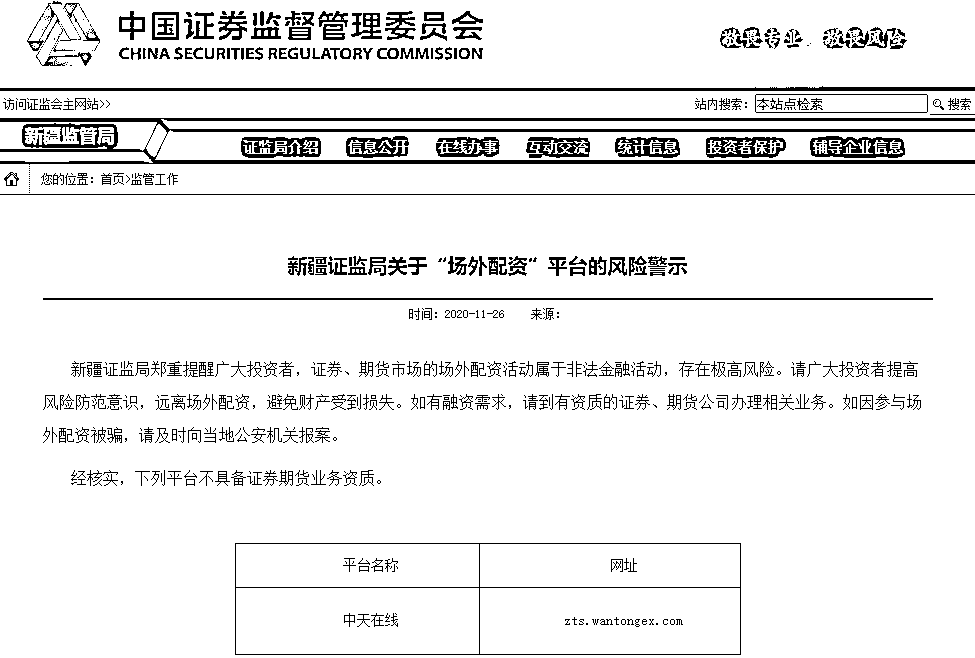 中国证券监督管理委员会
CHINA SECURITIES REGULATORY COMMISSION
敬畏专业 敬畏风险
访问证监会主网站>>
站内搜索： 本站点检索 搜索
新疆监管局
证监局介绍 信息公开 在线办事 互动交流 统计信息 投资者保护 辅导企业信息
您的位置：首页>监管工作
新疆证监局关于“场外配资”平台的风险警示
时间：2020-11-26 来源：
新疆证监局郑重提醒广大投资者，证券、期货市场的场外配资活动属于非法金融活动，存在极高风险。请广大投资者提高
风险防范意识，远离场外配资，避免财产受到损失。如有融资需求，请到有资质的证券、期货公司办理相关业务。如因参与场
外配资被骗，请及时向当地公安机关报案。
经核实，下列平台不具备证券期货业务资质。
平台名称 网址
中天在线 zts.wantongex.com